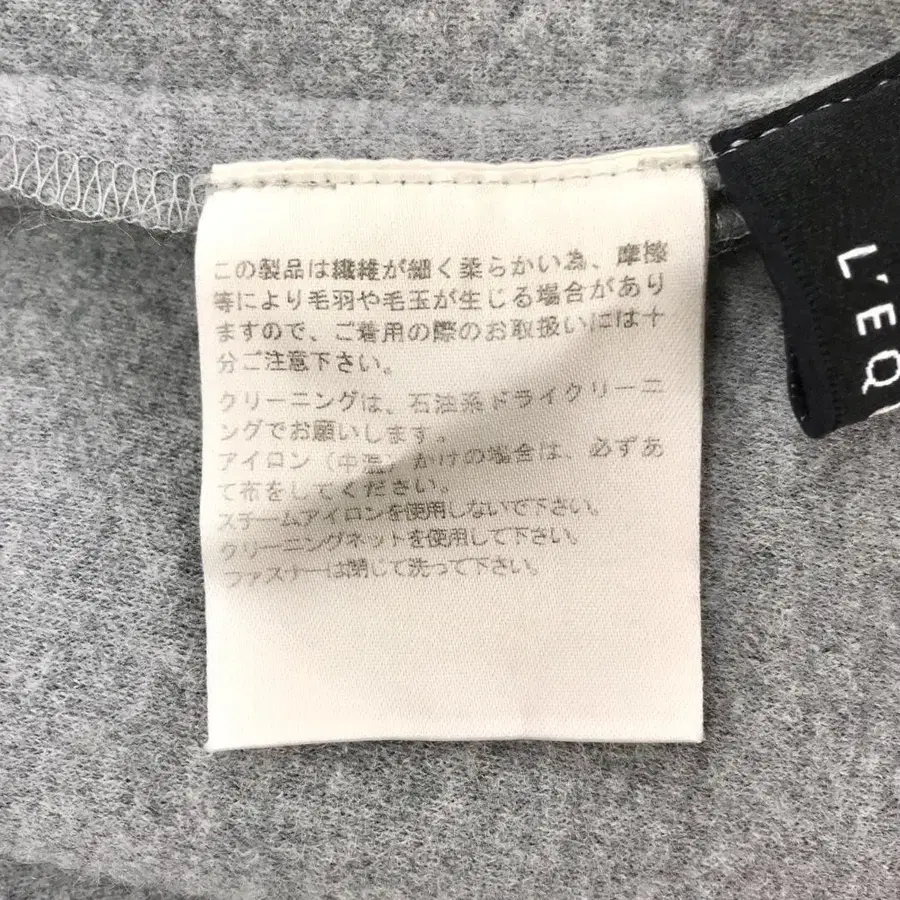 この製品は繊維が細く柔らかい為、摩擦
等により毛羽や毛玉が生じる場合があり
ますので、ご着用の際のお取扱いには十
分ご注意下さい。
クリーニングは、石油系ドライクリーニ
ングでお願いします。
アイロン（中温）かけの場合は、必ずあ
て布をしてください。
スチームアイロンを使用しないで下さい。
クリーニングネットを使用して下さい。
ファスナーは閉じて洗って下さい。
L'EQ